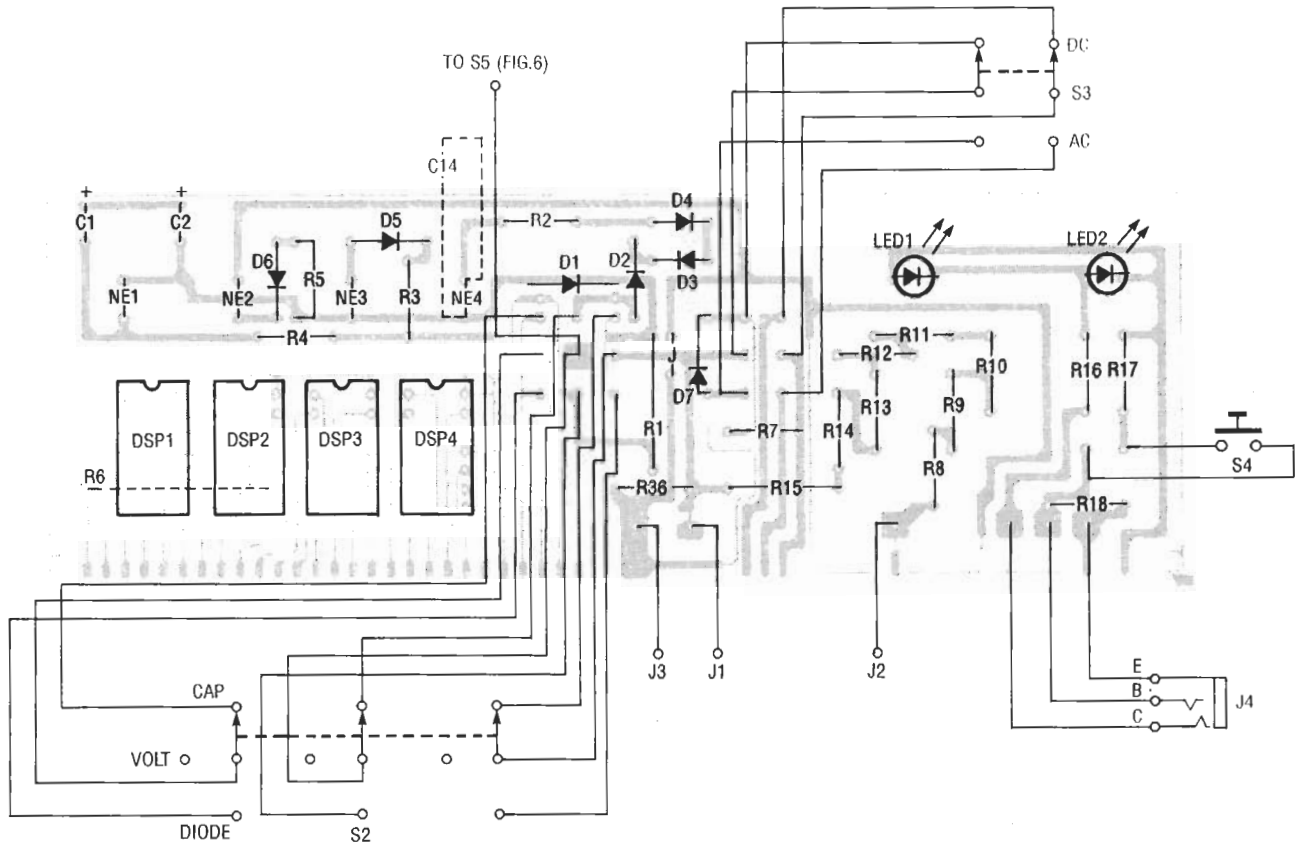 DC
TO S5 (FIG.6)
S3
AC
C14
+
+
C1
C2
D4
D5
R2
LED1
LED2
D6
R5
D1
D2
D3
NE1
NE2
NE3
R3
NE4
R4
R11
J
R12
R10
R16
R17
D7
R13
R9
DSP1
DSP2
DSP3
DSP4
R1
R7
R14
S4
R8
R6
R36
R15
R18
J3
J1
J2
E
CAP
B
J4
C
VOLT
DIODE
S2